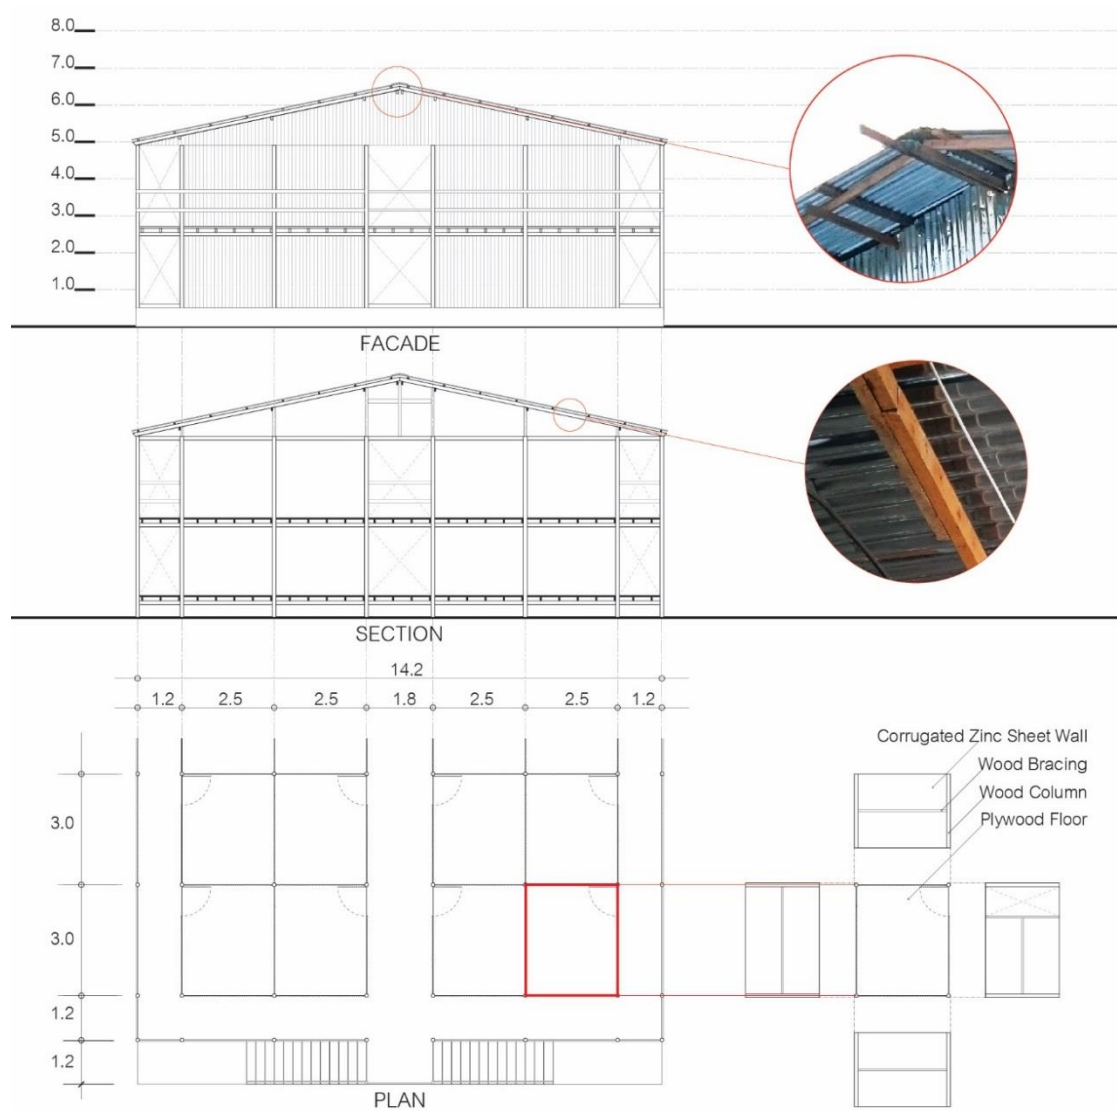 8.0
7.0
6.0
5.0
4.0
3.0
2.0
1.0
FACADE
SECTION
14.2
1.2 2.5 2.5 1.8 2.5 2.5 1.2
Corrugated Zinc Sheet Wall
Wood Bracing
Wood Column
Plywood Floor
3.0
3.0
1.2
1.2
PLAN